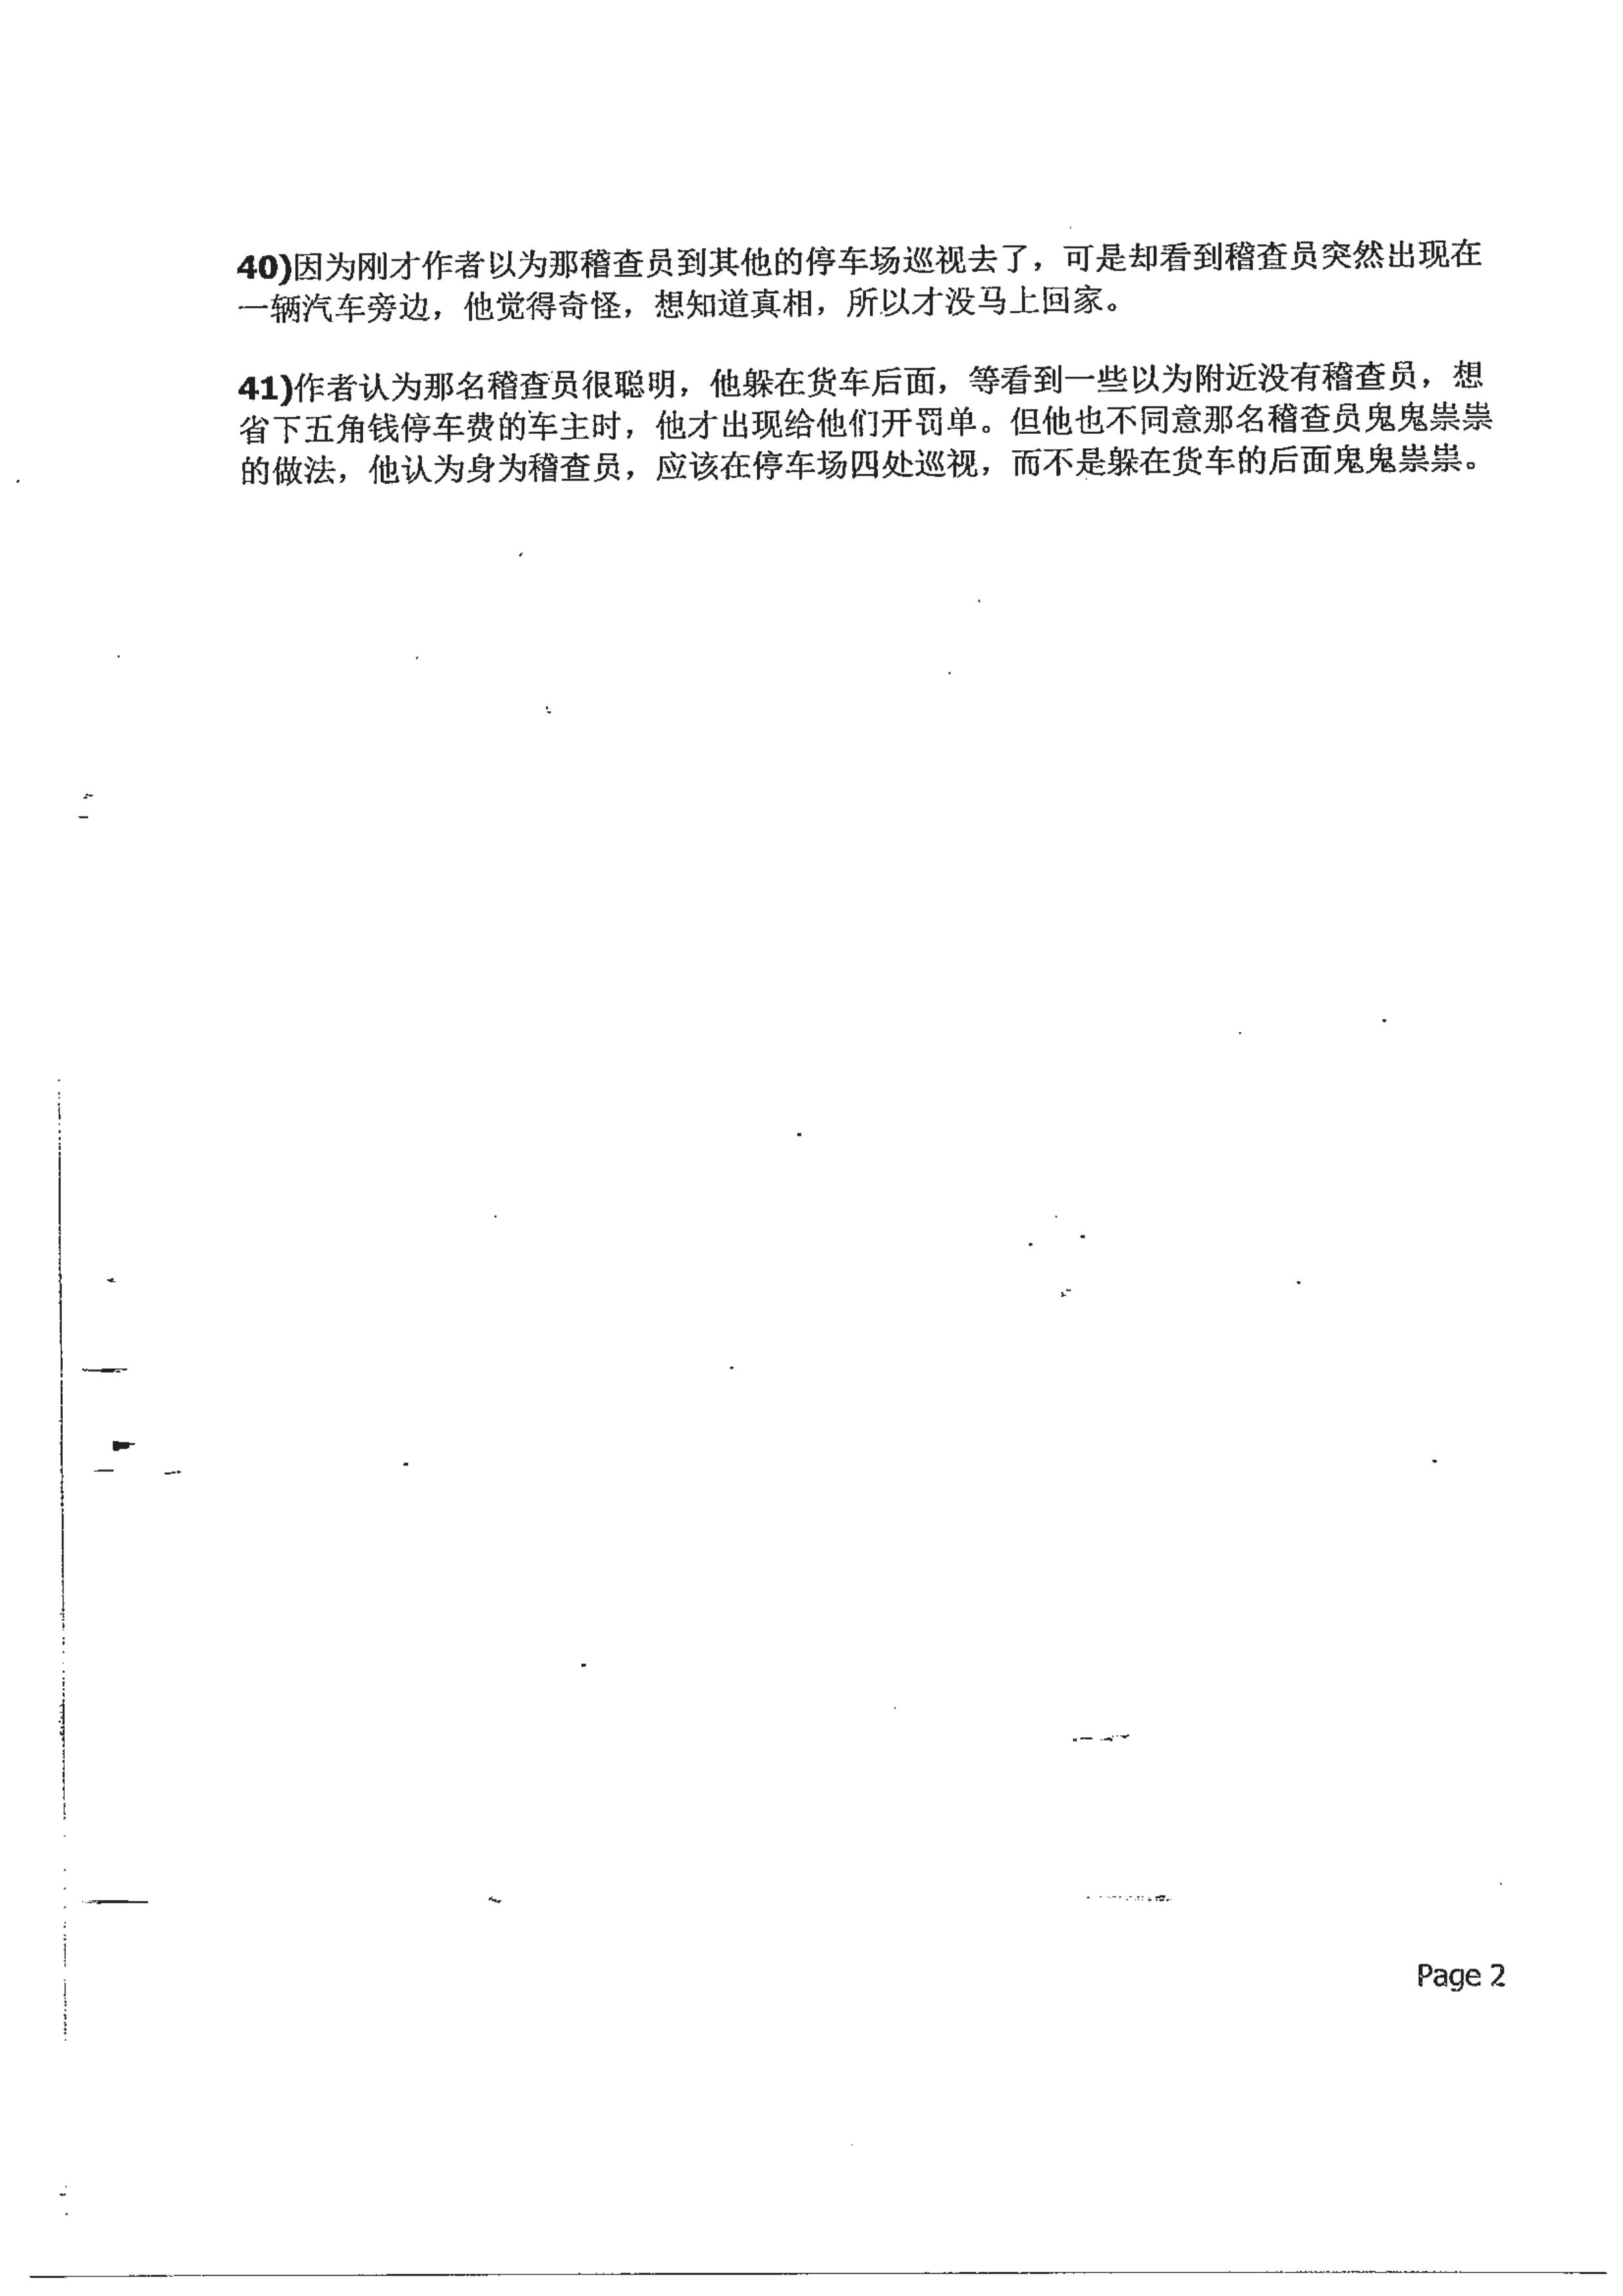 40)因为刚才作者以为那稽查员到其他的停车场巡视去了，可是却看到稽查员突然出现在
一辆汽车旁边，他觉得奇怪，想知道真相，所以才没马上回家。
41)作者认为那名稽查员很聪明，他躲在货车后面，等看到一些以为附近没有稽查员，想
省下五角钱停车费的车主时，他才出现给他们开罚单。但他也不同意那名稽查员鬼鬼祟祟
的做法，他认为身为稽查员，应该在停车场四处巡视，而不是躲在货车的后面鬼鬼祟祟。
Page 2